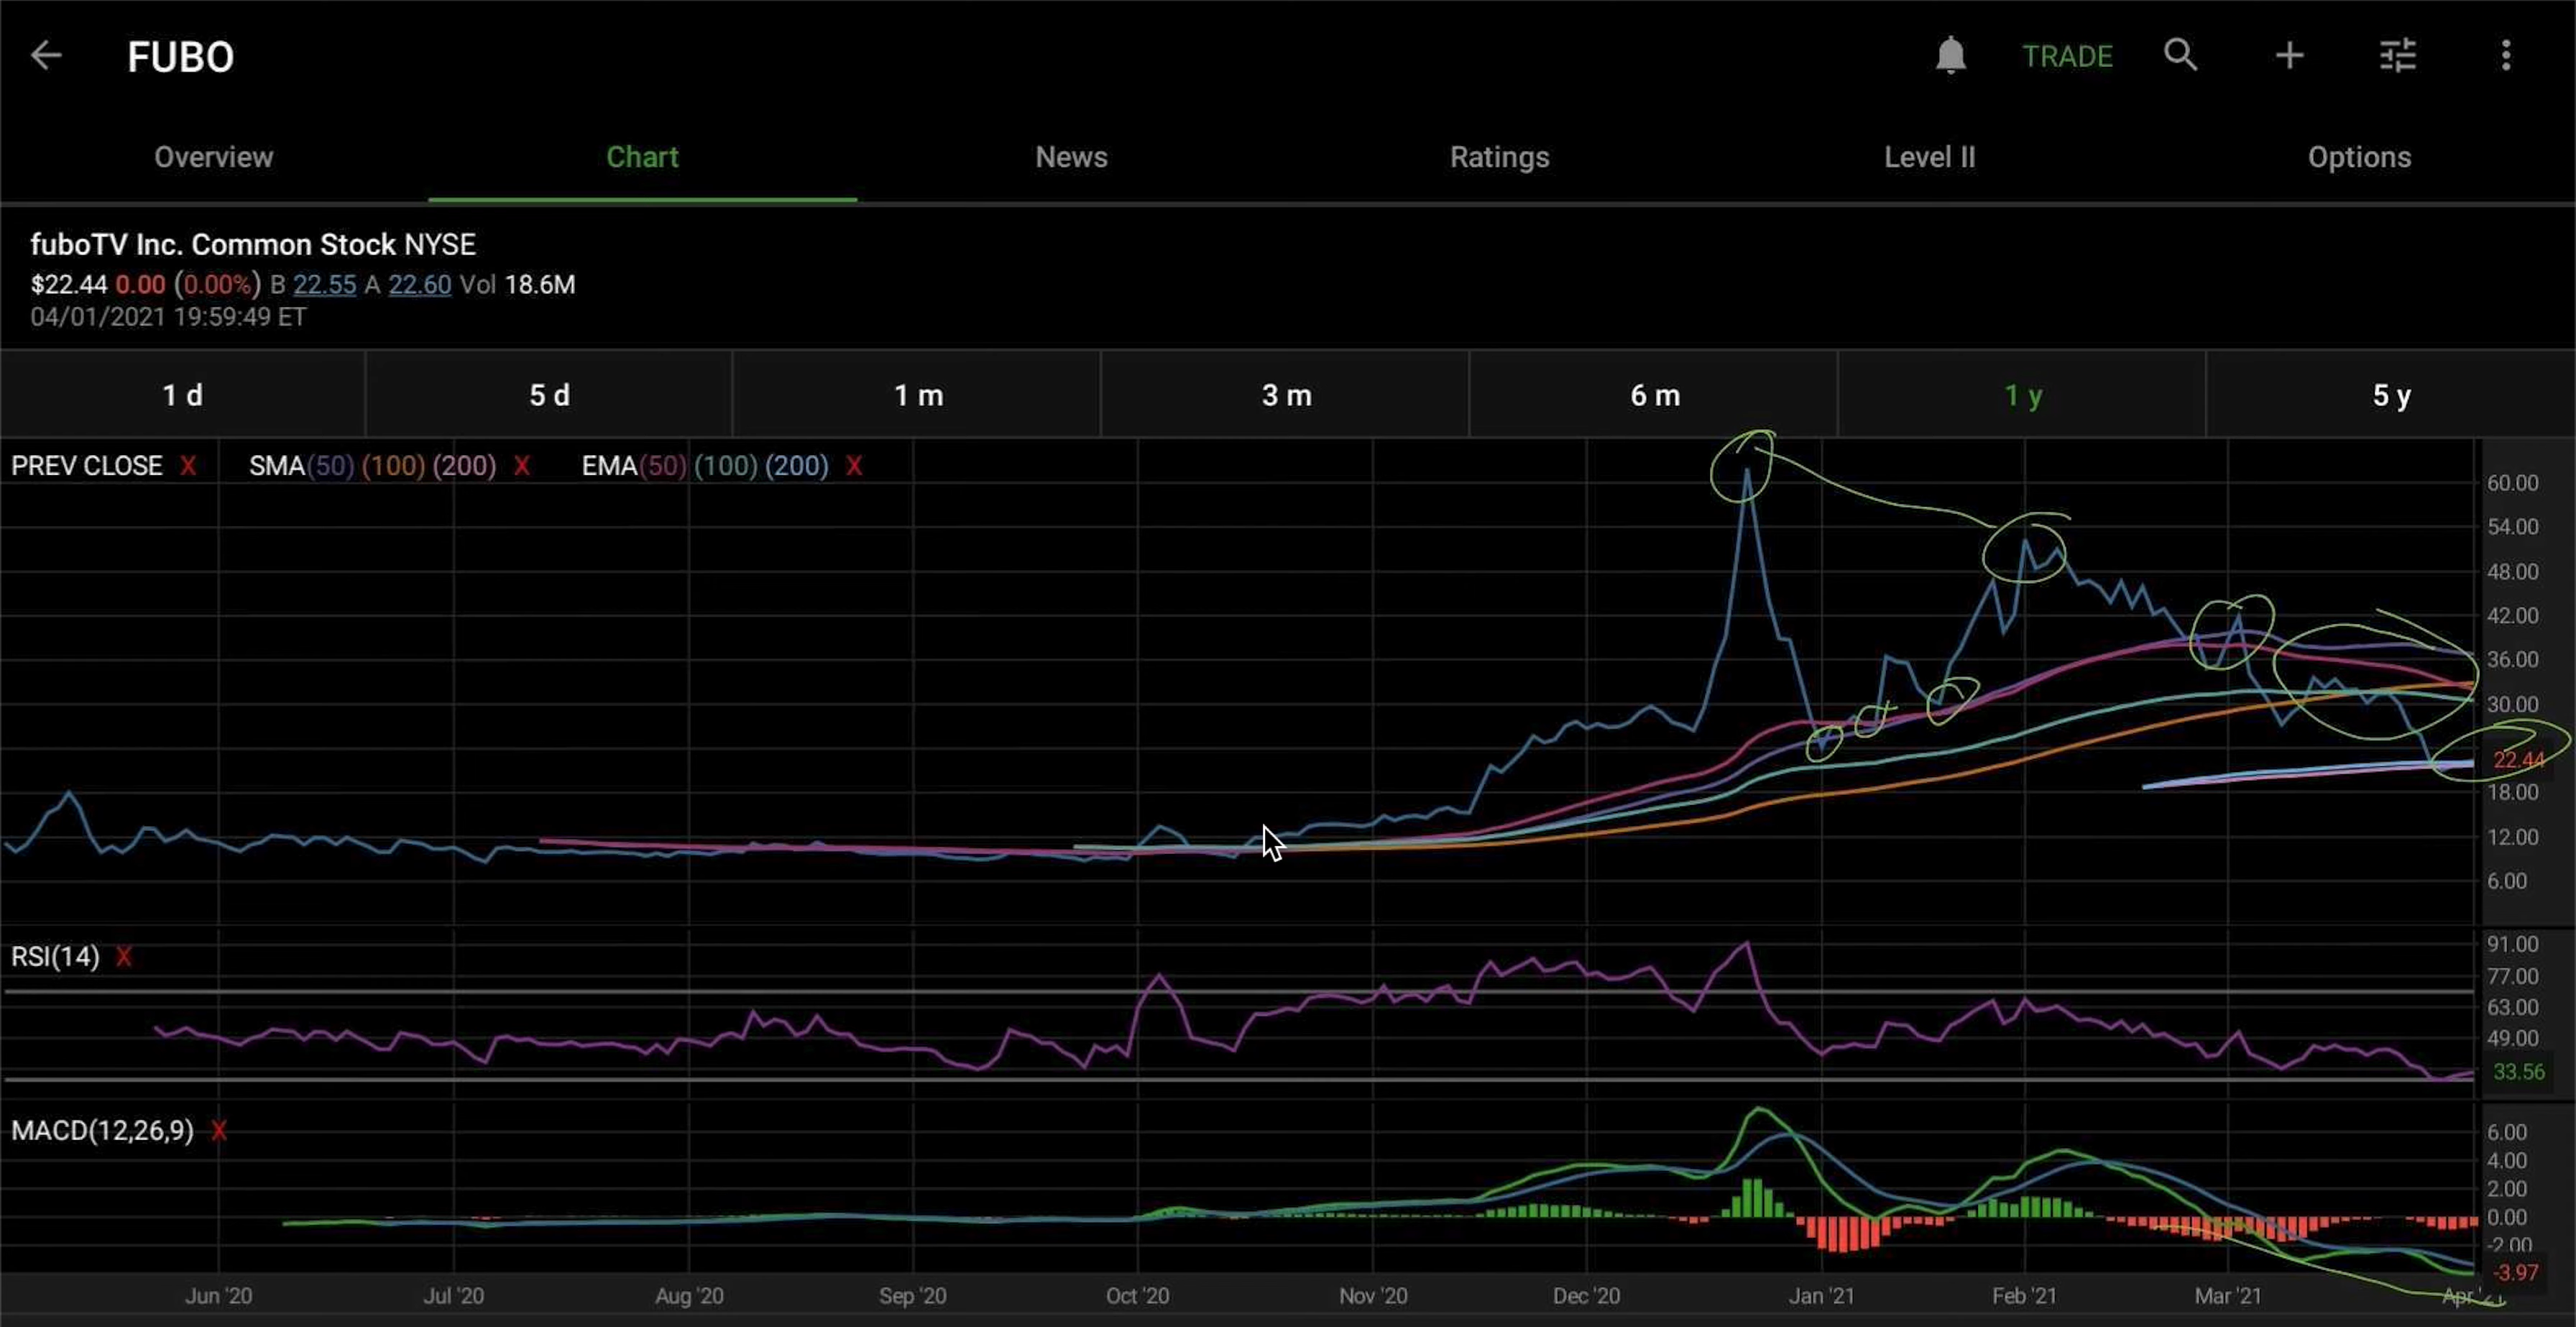 FUBO
TRADE
Overview Chart News Ratings Level II Options
fuboTV Inc. Common Stock NYSE
$22.44 0.00 (0.00%) B 22.55 A 22.60 Vol 18.6M
04/01/2021 19:59:49 ET
1 d 5 d 1 m 3 m 6 m 1 y 5 y
PREV CLOSE X SMA(50) (100) (200) X EMA(50) (100) (200) X
60.00
54.00
48.00
42.00
36.00
30.00
22.44
18.00
12.00
6.00
RSI(14) X
91.00
77.00
63.00
49.00
33.56
MACD(12,26,9) X
6.00
4.00
2.00
0.00
-2.00
-3.97
Jun '20 Jul '20 Aug '20 Sep '20 Oct '20 Nov '20 Dec '20 Jan '21 Feb '21 Mar '21 Apr '21